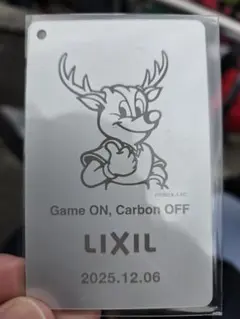 Game ON, Carbon OFF
LIXIL
2025.12.06